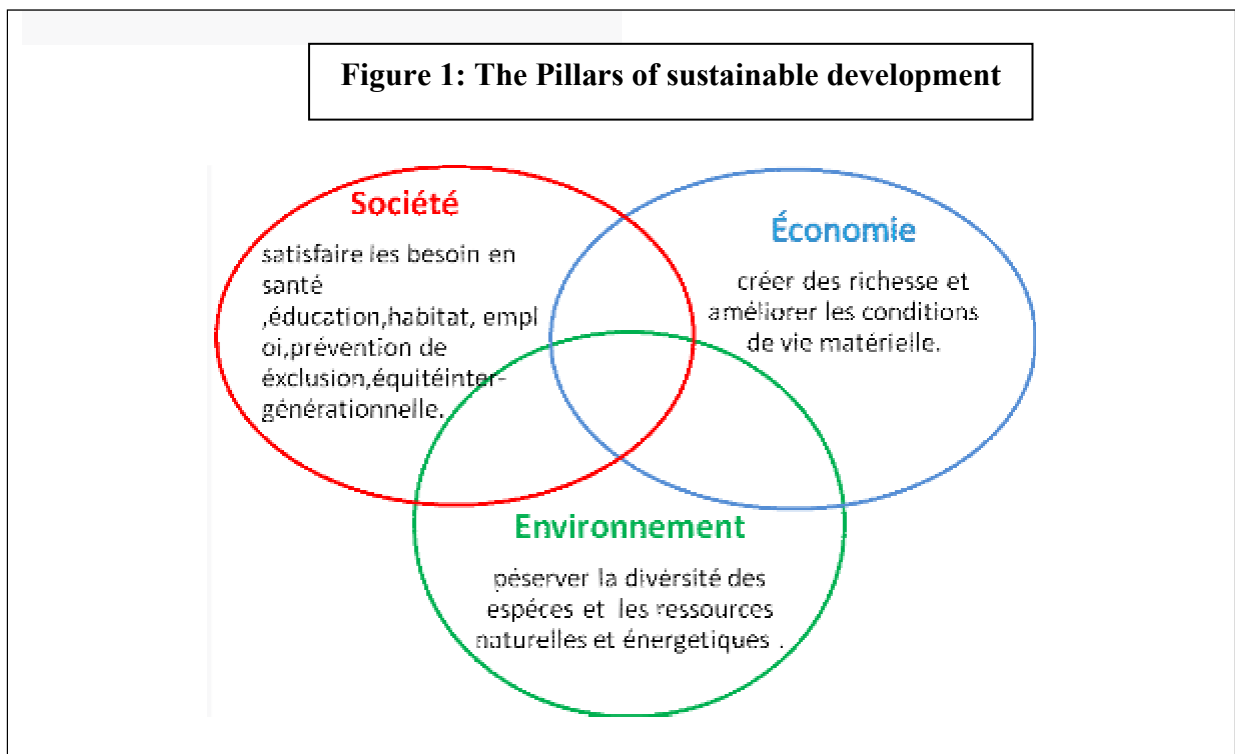 Figure 1: The Pillars of sustainable development
Société
satisfaire les besoin en
santé
,éducation,habitat, empl
oi,prévention de
éxclusion,équitéinter-
générationnelle.
Économie
créer des richesse et
améliorer les conditions
de vie matérielle.
Environnement
péserver la divérsité des
espéces et les ressources
naturelles et énergetiques .